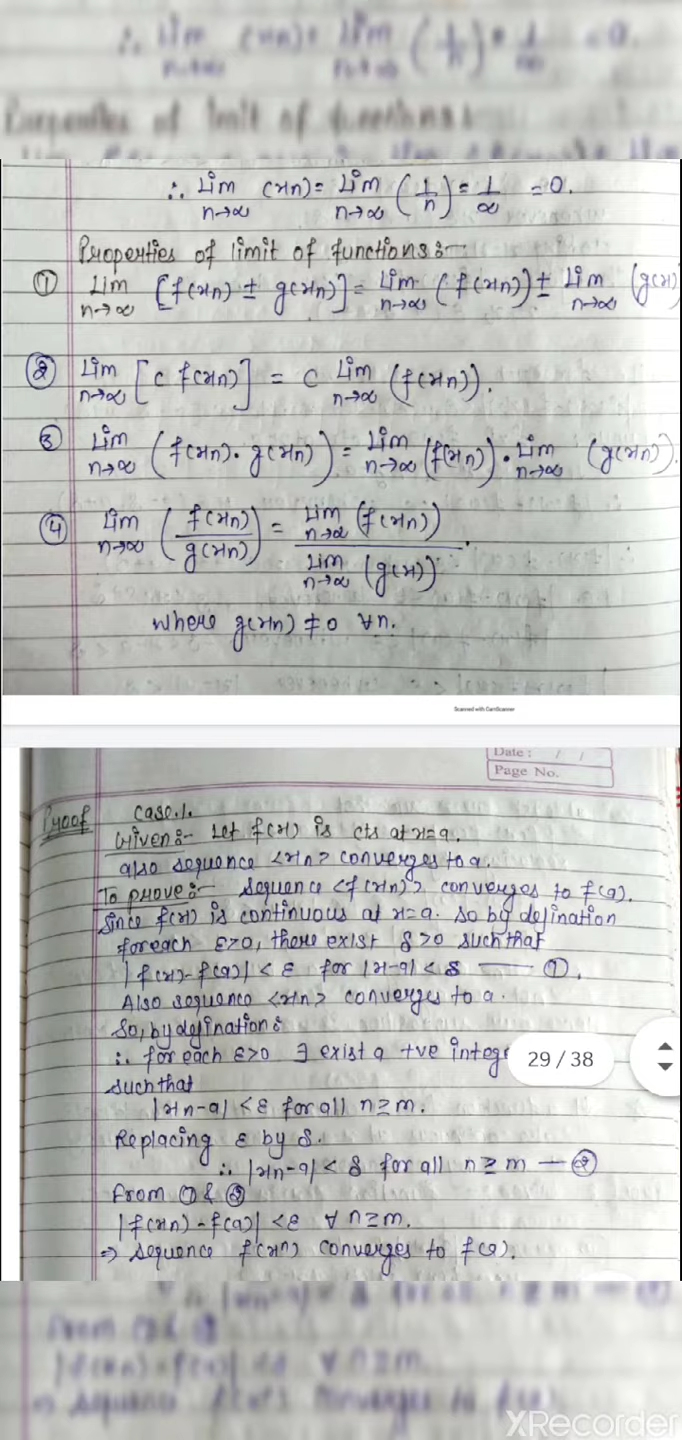 ∴ Lim n→∞ (xn) = Lim n→∞ (1/n) = 1/∞ = 0.
Properties of limit of functions:-
① Lim n→∞ [f(xn) ± g(xn)] = Lim n→∞ (f(xn)) ± Lim n→∞ (g(x)
② Lim n→∞ [c f(xn)] = c Lim n→∞ (f(xn)).
③ Lim n→∞ (f(xn). g(xn)) = Lim n→∞ (f(xn)) . Lim n→∞ (g(xn)).
④ Lim n→∞ (f(xn)/g(xn)) = Lim n→∞ (f(xn)) / Lim n→∞ (g(x)) .
where g(xn) ≠ 0 ∀n.
Scanned with CamScanner
Date : / /
Page No.
Proof Case.1.
Given:- Let f(x) is cts at x=a.
also sequence <xn> converges to a.
To prove:- Sequence <f(xn)> converges to f(a).
Since f(x) is continuous at x=a. So by defination
foreach ε>0, there exist δ>0 such that
|f(x)-f(a)| < ε for |x-a| < δ — ①.
Also sequence <xn> converges to a.
So, by defination:
∴ for each ε>0 ∃ exist a +ve integ
such that
|xn-a| < ε for all n≥m.
Replacing ε by δ.
∴ |xn-a| < δ for all n≥m — ②
From ① & ②
|f(xn)-f(a)| < ε ∀ n≥m.
⇒ sequence f(xn) converges to f(a).
29 / 38
XRecorder